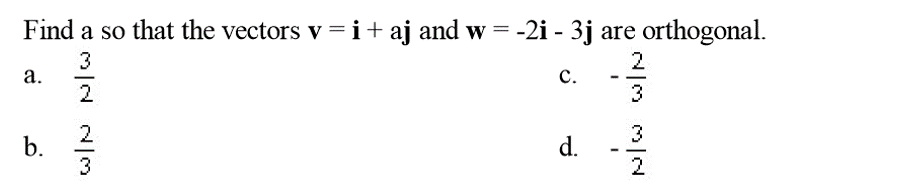 Find a so that the vectors v = i + aj and w = -2i - 3j are orthogonal.
a. 3/2
c. - 2/3
b. 2/3
d. - 3/2